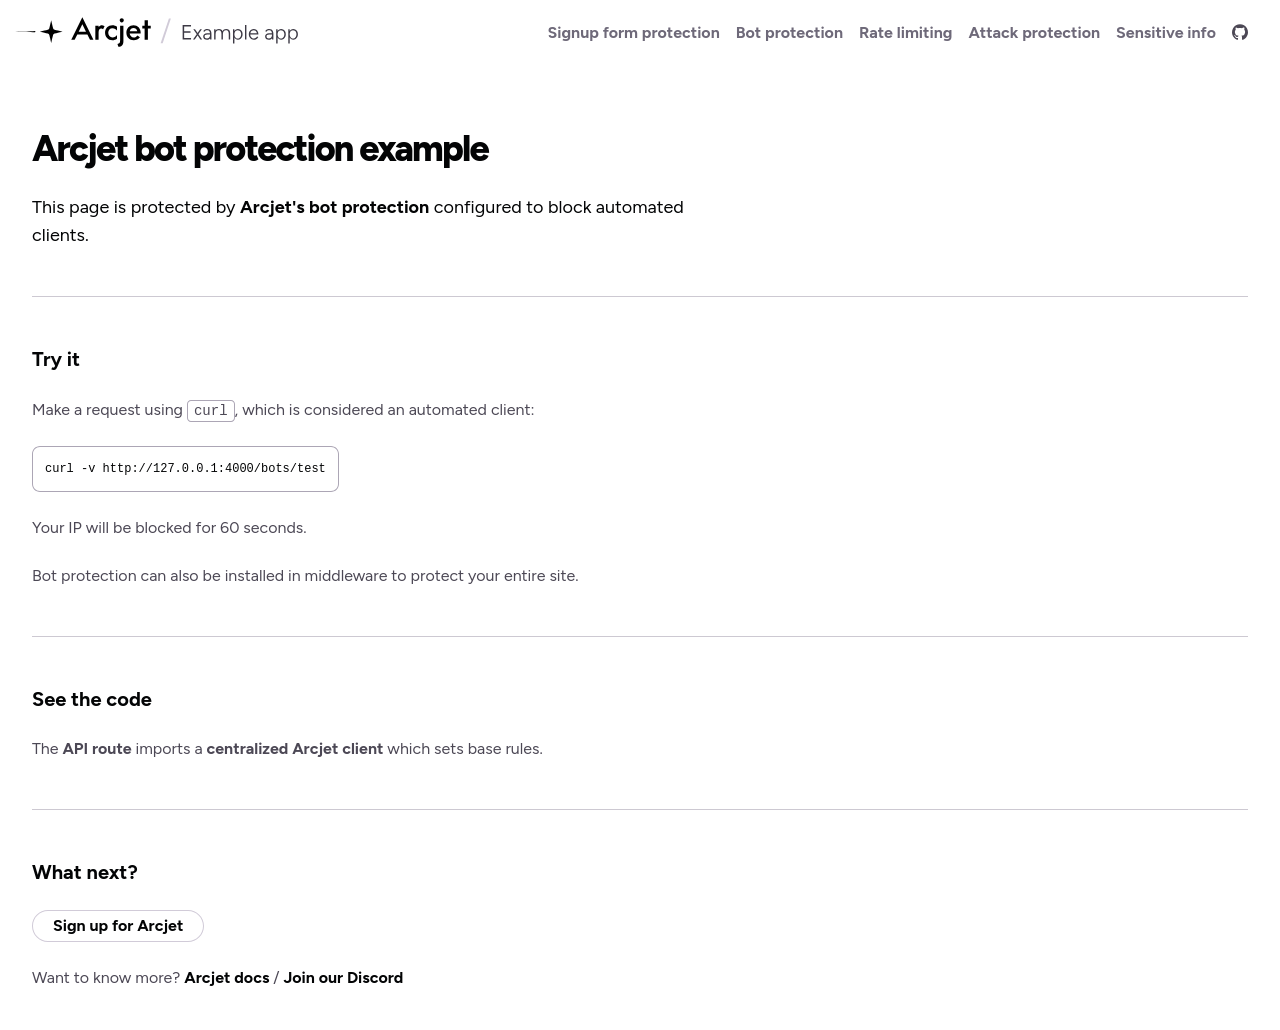 Arcjet / Example app
Signup form protection Bot protection Rate limiting Attack protection Sensitive info
Arcjet bot protection example
This page is protected by Arcjet's bot protection configured to block automated
clients.
Try it
Make a request using curl, which is considered an automated client:
curl -v http://127.0.0.1:4000/bots/test
Your IP will be blocked for 60 seconds.
Bot protection can also be installed in middleware to protect your entire site.
See the code
The API route imports a centralized Arcjet client which sets base rules.
What next?
Sign up for Arcjet
Want to know more? Arcjet docs / Join our Discord